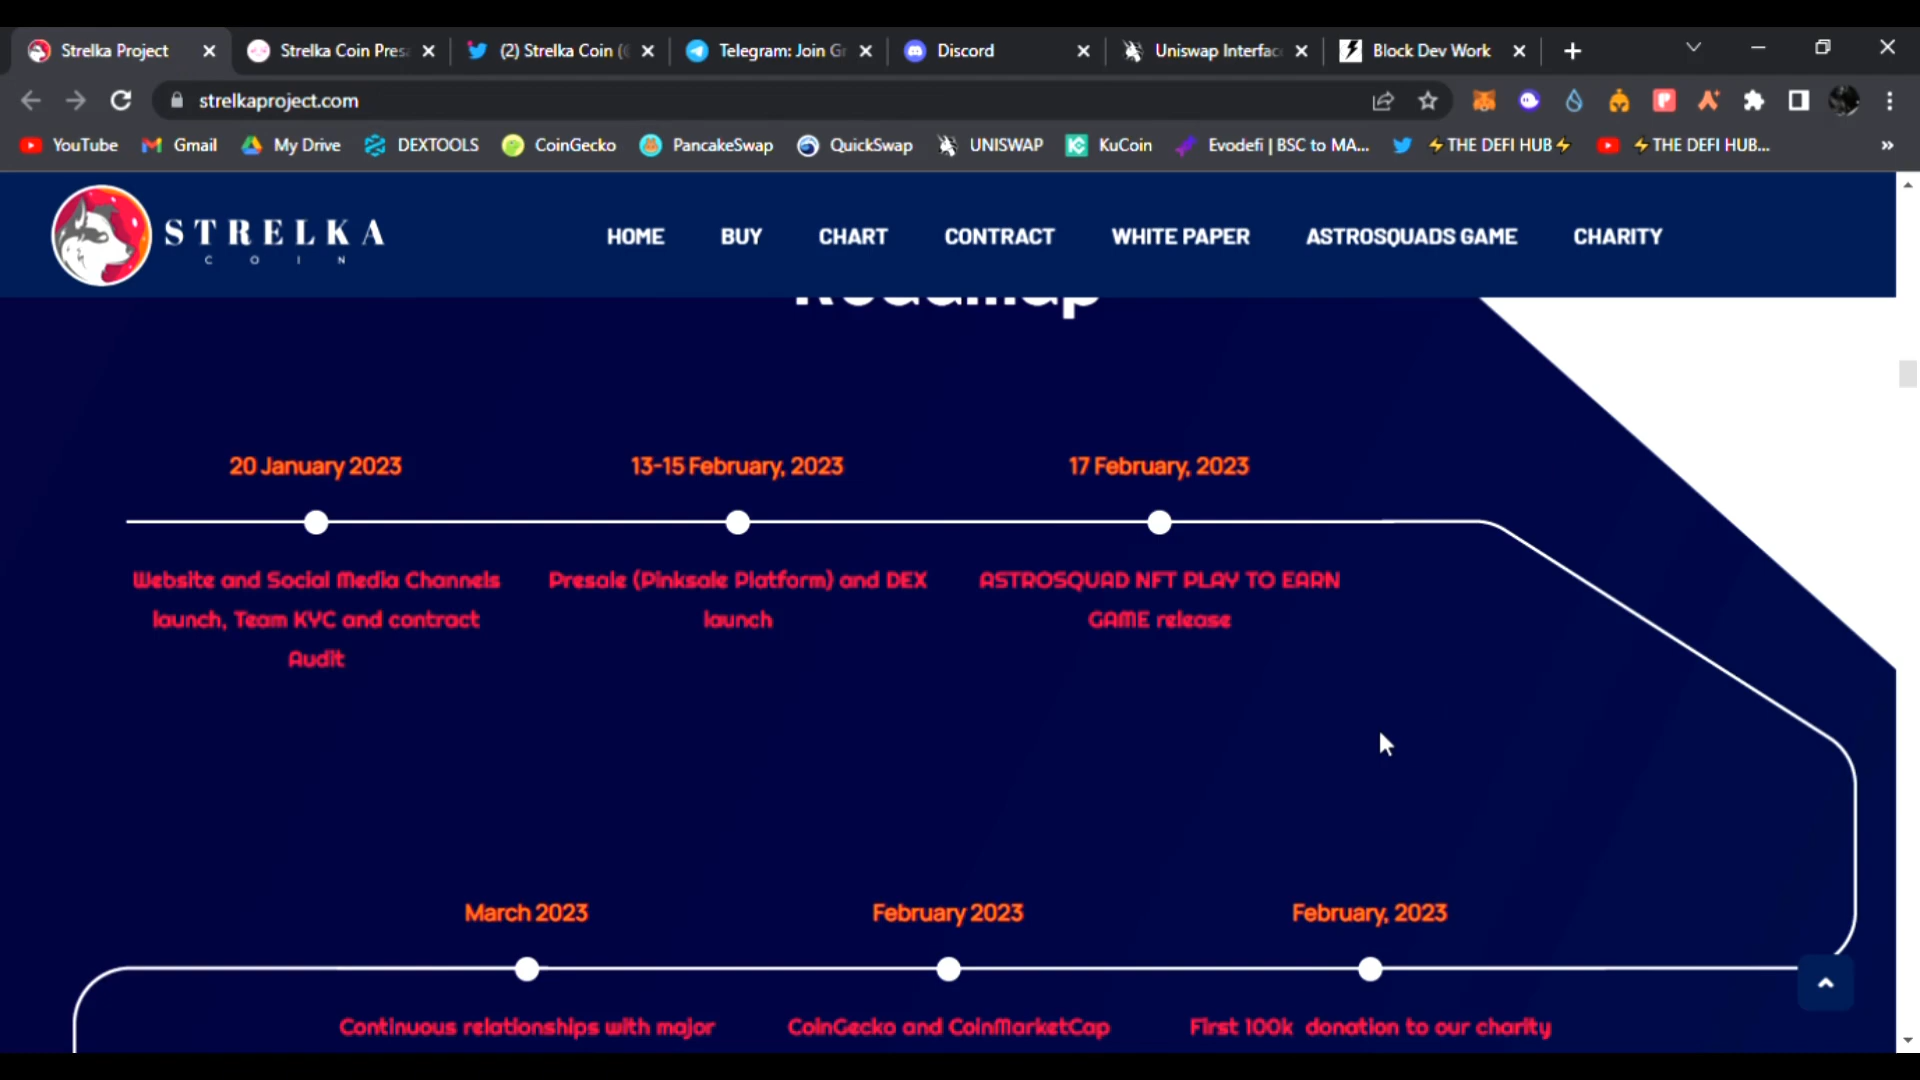 Strelka Project
Strelka Coin Pres
(2) Strelka Coin (
Telegram: Join Gr
Discord
Uniswap Interfac
Block Dev Work
strelkaproject.com
YouTube
Gmail
My Drive
DEXTOOLS
CoinGecko
PancakeSwap
QuickSwap
UNISWAP
KuCoin
Evodefi | BSC to MA...
⚡THE DEFI HUB⚡
⚡THE DEFI HUB...
»
STRELKA
COIN
HOME
BUY
CHART
CONTRACT
WHITE PAPER
ASTROSQUADS GAME
CHARITY
Roadmap
20 January 2023
Website and Social Media Channels
launch, Team KYC and contract
Audit
13-15 February, 2023
Presale (Pinksale Platform) and DEX
launch
17 February, 2023
ASTROSQUAD NFT PLAY TO EARN
GAME release
March 2023
Continuous relationships with major
February 2023
CoinGecko and CoinMarketCap
February, 2023
First 100k donation to our charity